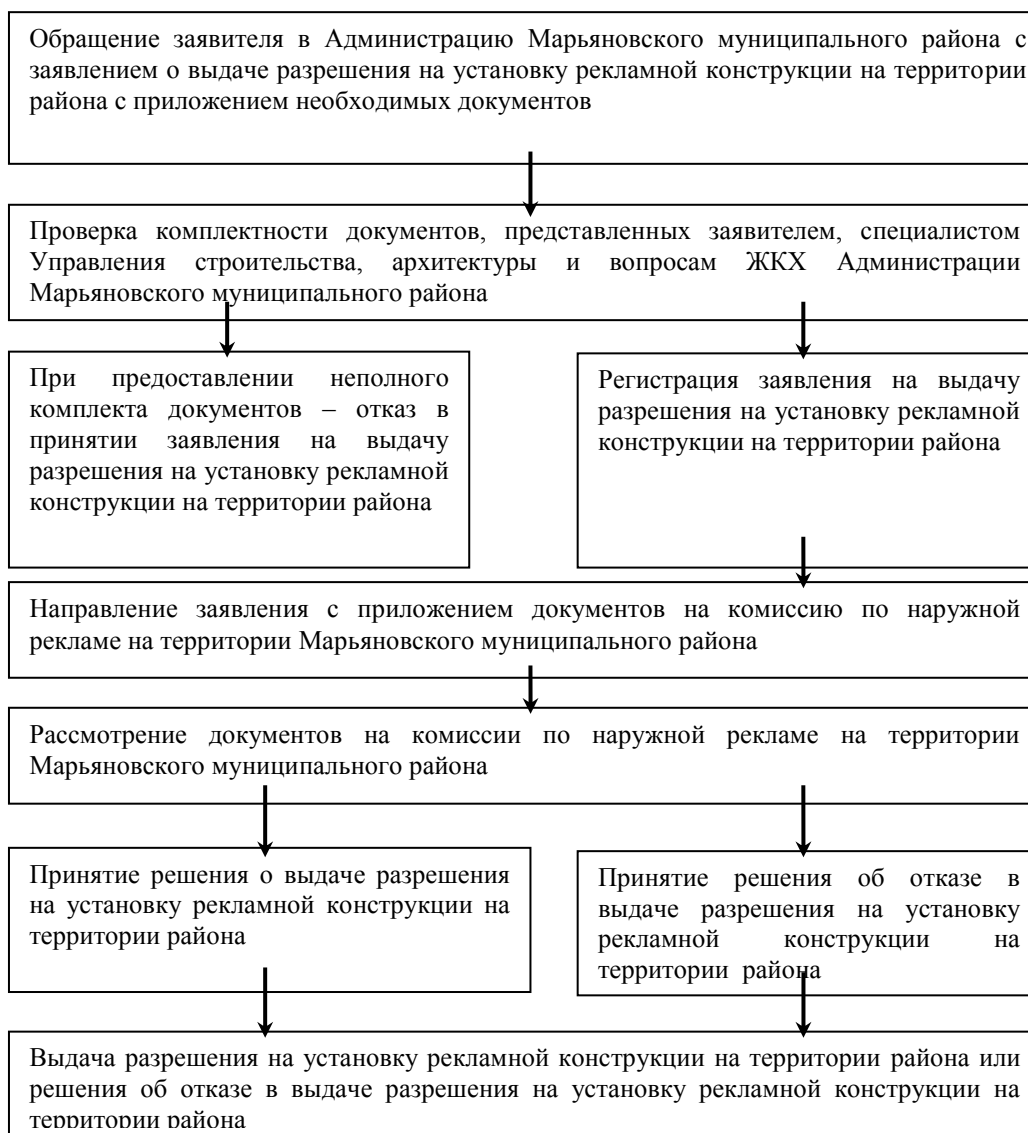 Обращение заявителя в Администрацию Марьяновского муниципального района с
заявлением о выдаче разрешения на установку рекламной конструкции на территории
района с приложением необходимых документов
Проверка комплектности документов, представленных заявителем, специалистом
Управления строительства, архитектуры и вопросам ЖКХ Администрации
Марьяновского муниципального района
При предоставлении неполного
комплекта документов – отказ в
принятии заявления на выдачу
разрешения на установку рекламной
конструкции на территории района
Регистрация заявления на выдачу
разрешения на установку рекламной
конструкции на территории района
Направление заявления с приложением документов на комиссию по наружной
рекламе на территории Марьяновского муниципального района
Рассмотрение документов на комиссии по наружной рекламе на территории
Марьяновского муниципального района
Принятие решения о выдаче разрешения
на установку рекламной конструкции на
территории района
Принятие решения об отказе в
выдаче разрешения на установку
рекламной конструкции на
территории района
Выдача разрешения на установку рекламной конструкции на территории района или
решения об отказе в выдаче разрешения на установку рекламной конструкции на
территории района